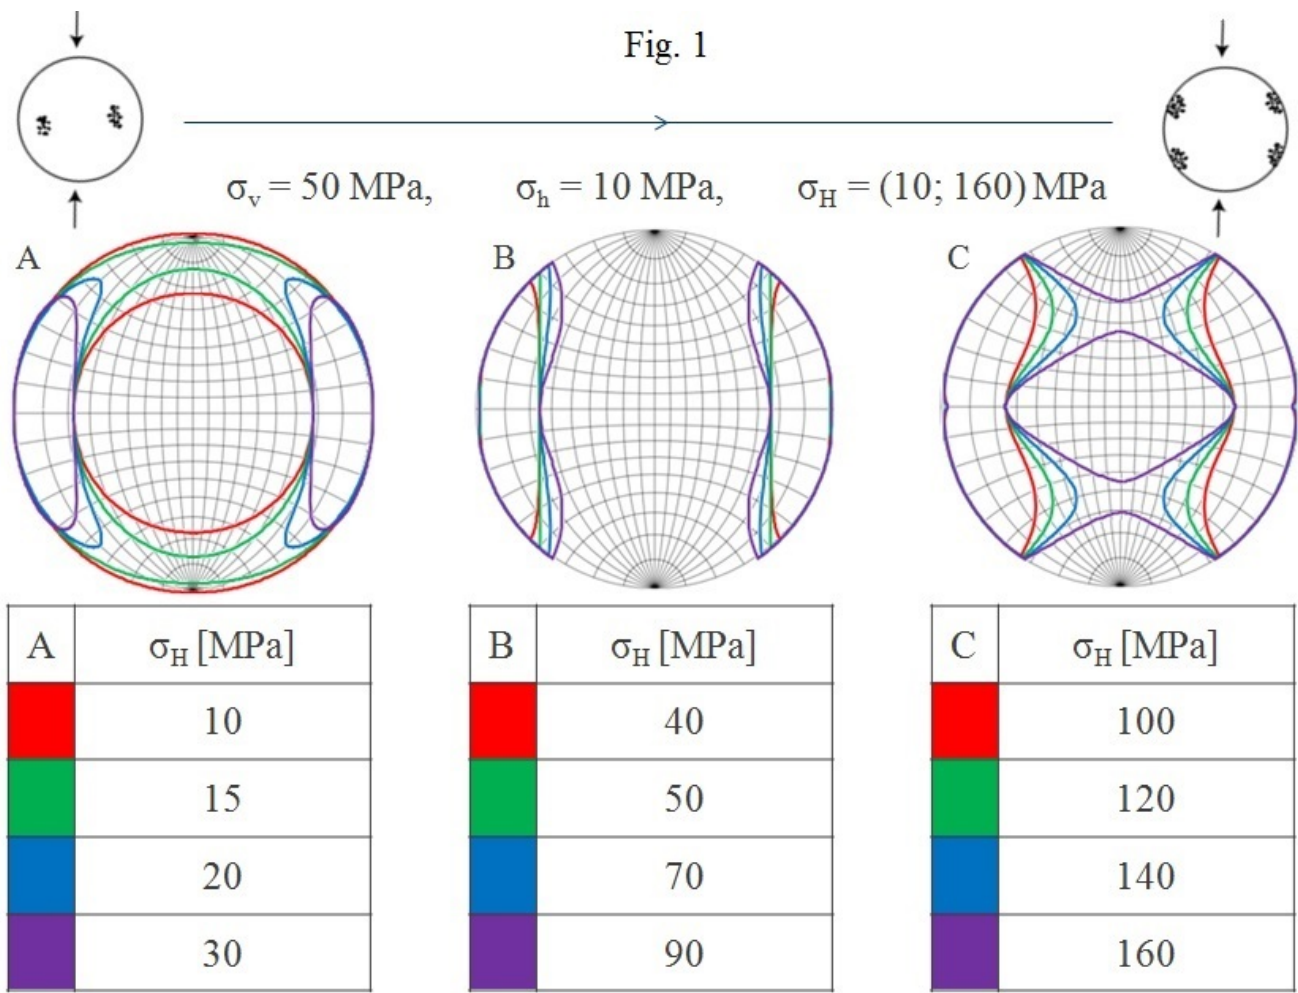 Fig. 1
σv = 50 MPa, σh = 10 MPa, σH = (10; 160) MPa
A B C
A σH [MPa] B σH [MPa] C σH [MPa]
10 40 100
15 50 120
20 70 140
30 90 160